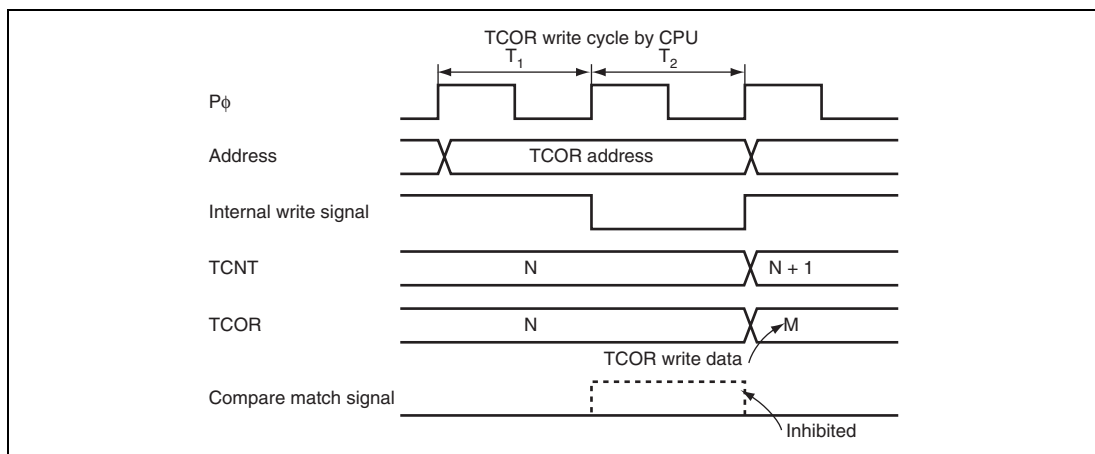 TCOR write cycle by CPU
T1 T2
Pϕ
Address TCOR address
Internal write signal
TCNT N N + 1
TCOR N M
TCOR write data
Compare match signal
Inhibited